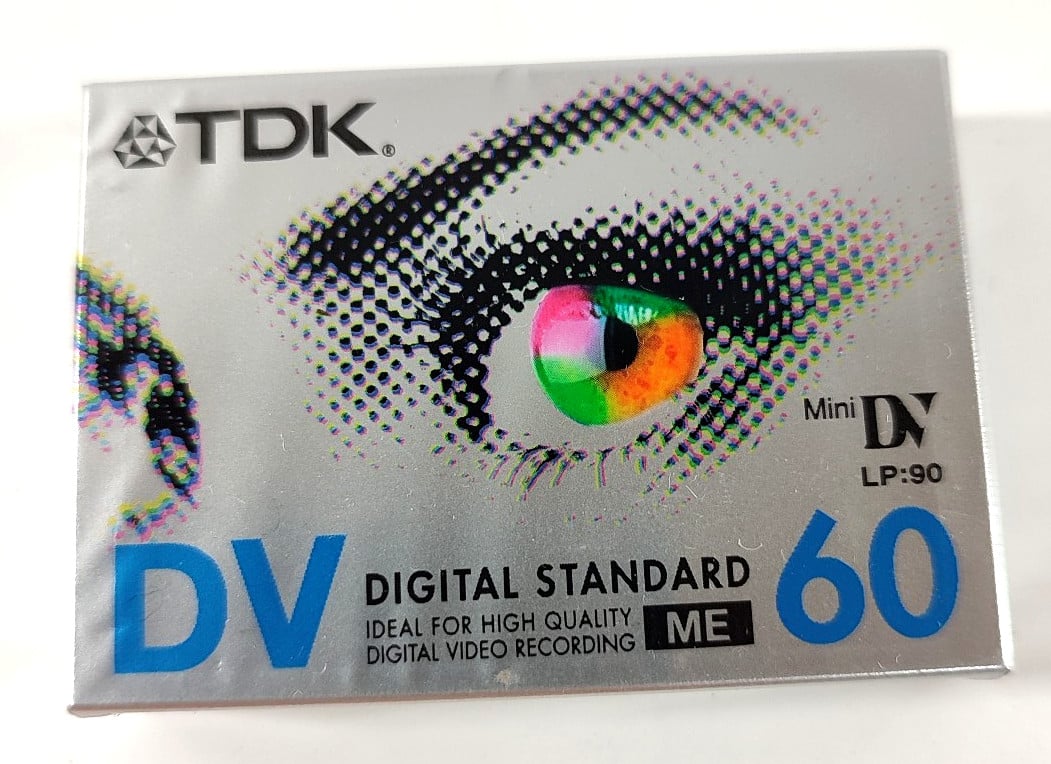 TDK®
Mini DV
LP:90
DV
DIGITAL STANDARD
IDEAL FOR HIGH QUALITY
DIGITAL VIDEO RECORDING
ME
60